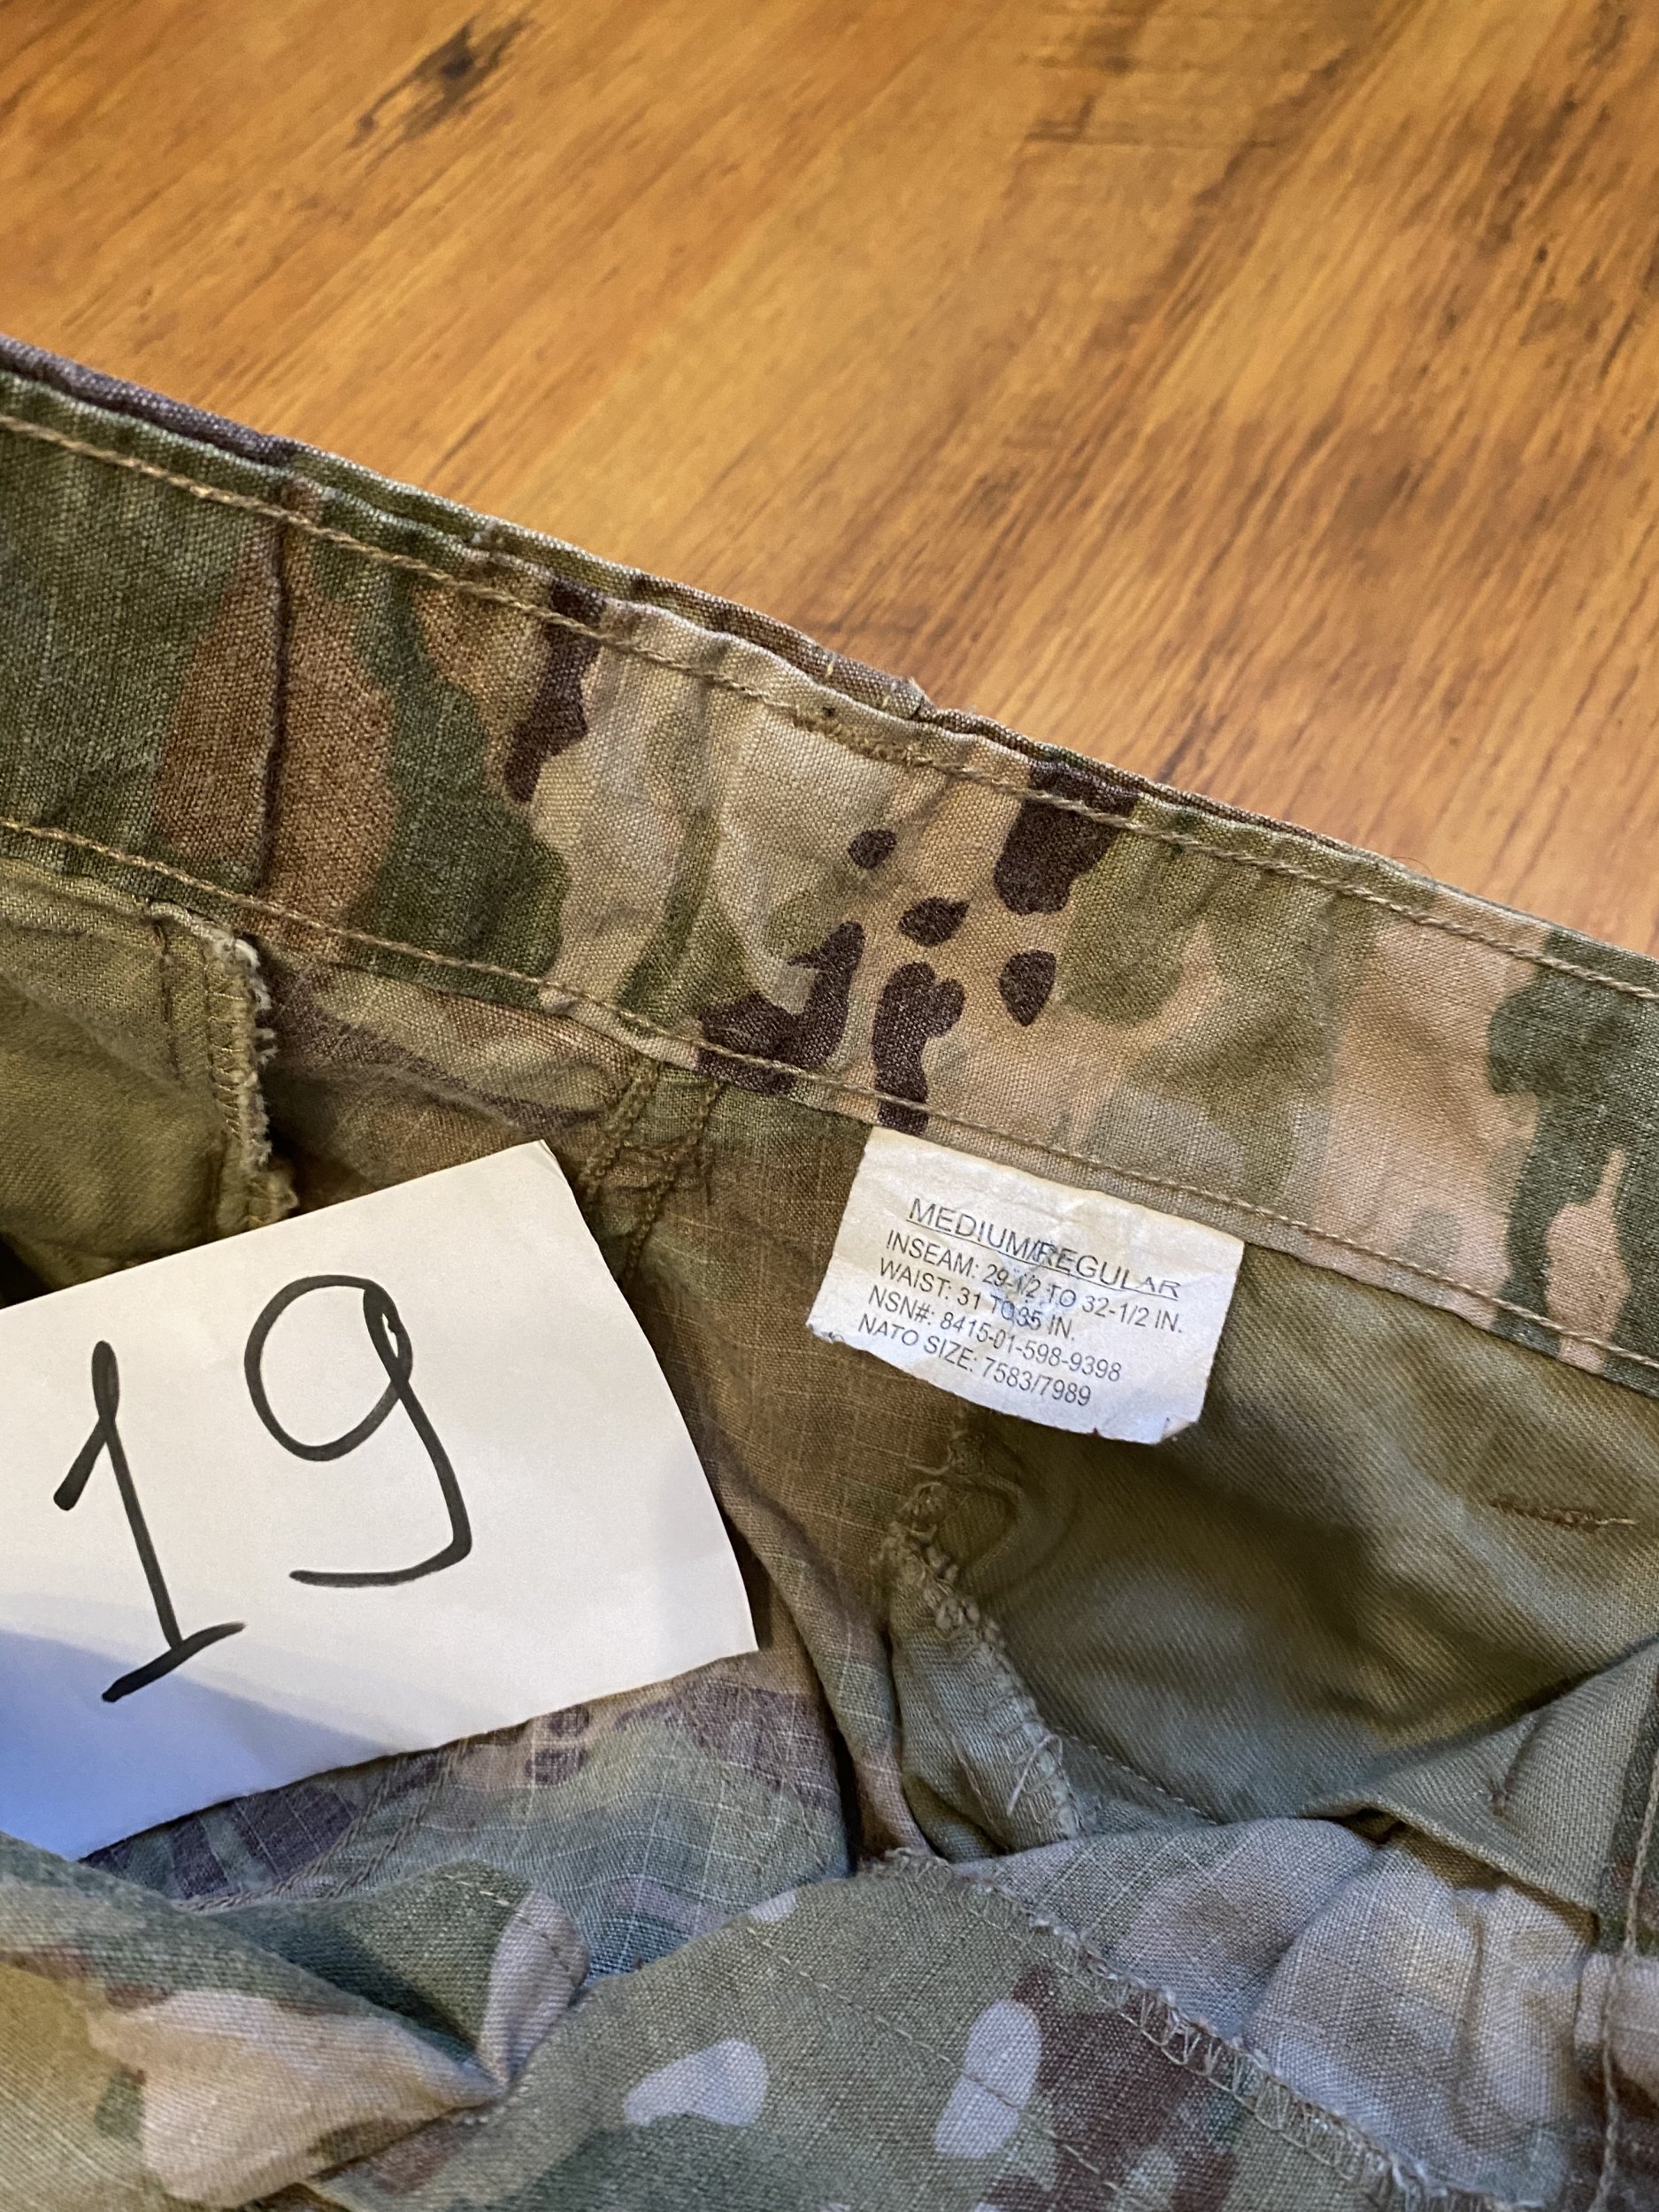 MEDIUM/REGULAR
INSEAM: 29-1/2 TO 32-1/2 IN.
WAIST: 31 TO 35 IN.
NSN#: 8415-01-598-9398
NATO SIZE: 7583/7989
19